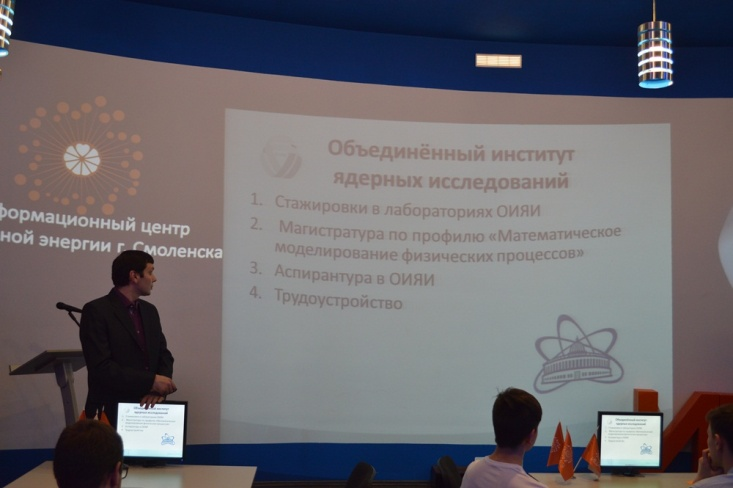 Объединённый институт
ядерных исследований
1. Стажировки в лабораториях ОИЯИ
2. Магистратура по профилю «Математическое
моделирование физических процессов»
3. Аспирантура в ОИЯИ
4. Трудоустройство
формационный центр
ной энергии г. Смоленска